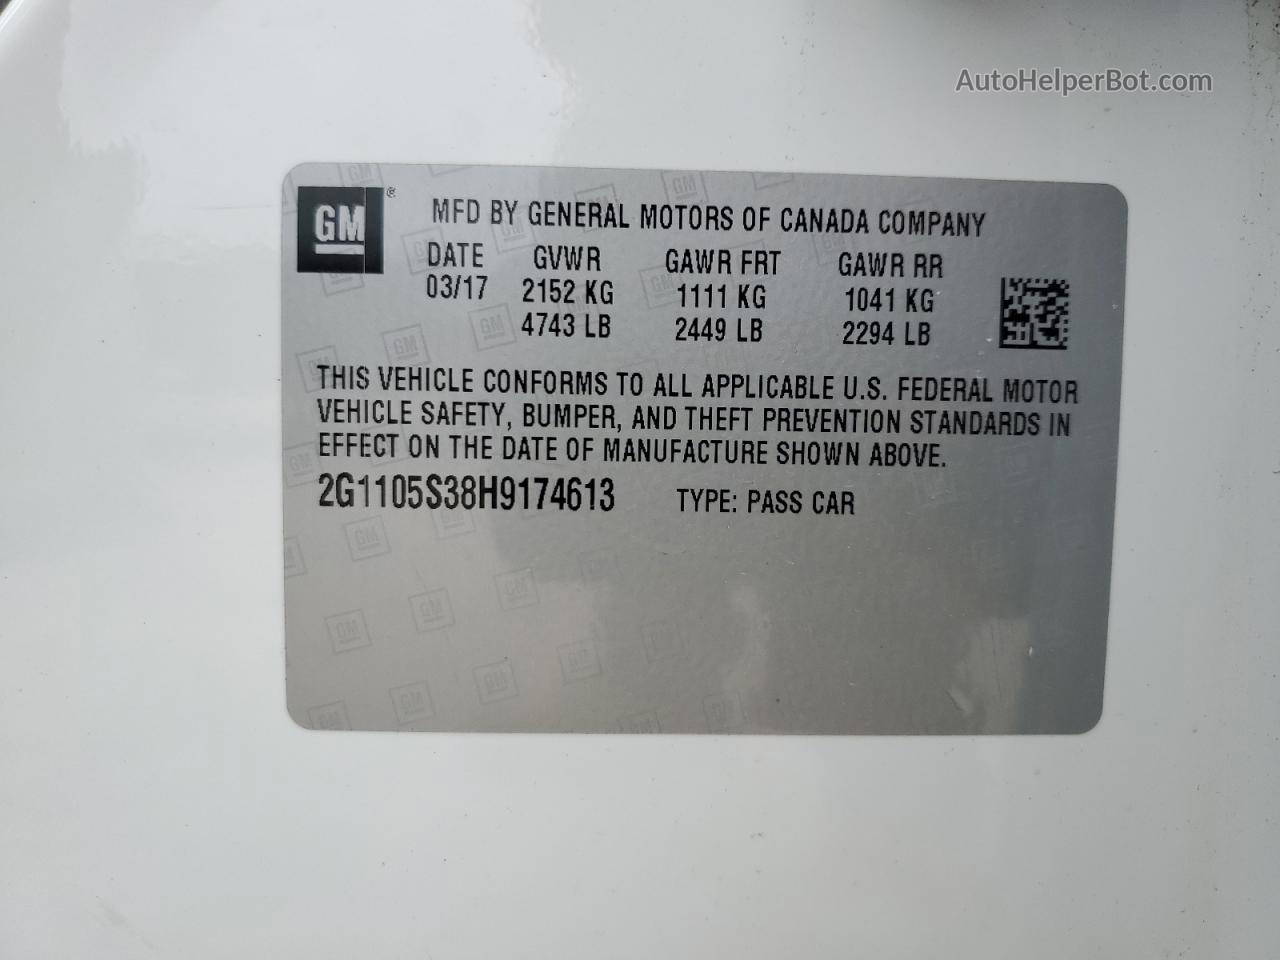 AutoHelperBot.com
GM ® MFD BY GENERAL MOTORS OF CANADA COMPANY
DATE GVWR GAWR FRT GAWR RR
03/17 2152 KG 1111 KG 1041 KG
4743 LB 2449 LB 2294 LB
THIS VEHICLE CONFORMS TO ALL APPLICABLE U.S. FEDERAL MOTOR
VEHICLE SAFETY, BUMPER, AND THEFT PREVENTION STANDARDS IN
EFFECT ON THE DATE OF MANUFACTURE SHOWN ABOVE.
2G1105S38H9174613 TYPE: PASS CAR